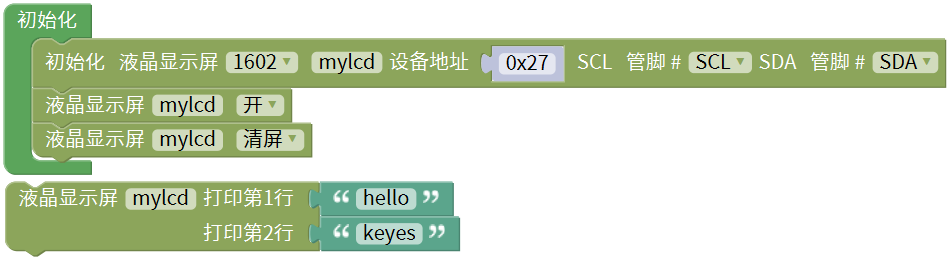 初始化
初始化 液晶显示屏 1602 mylcd 设备地址 0x27 SCL 管脚 # SCL SDA 管脚 # SDA
液晶显示屏 mylcd 开
液晶显示屏 mylcd 清屏
液晶显示屏 mylcd 打印第1行 “ hello ”
打印第2行 “ keyes ”